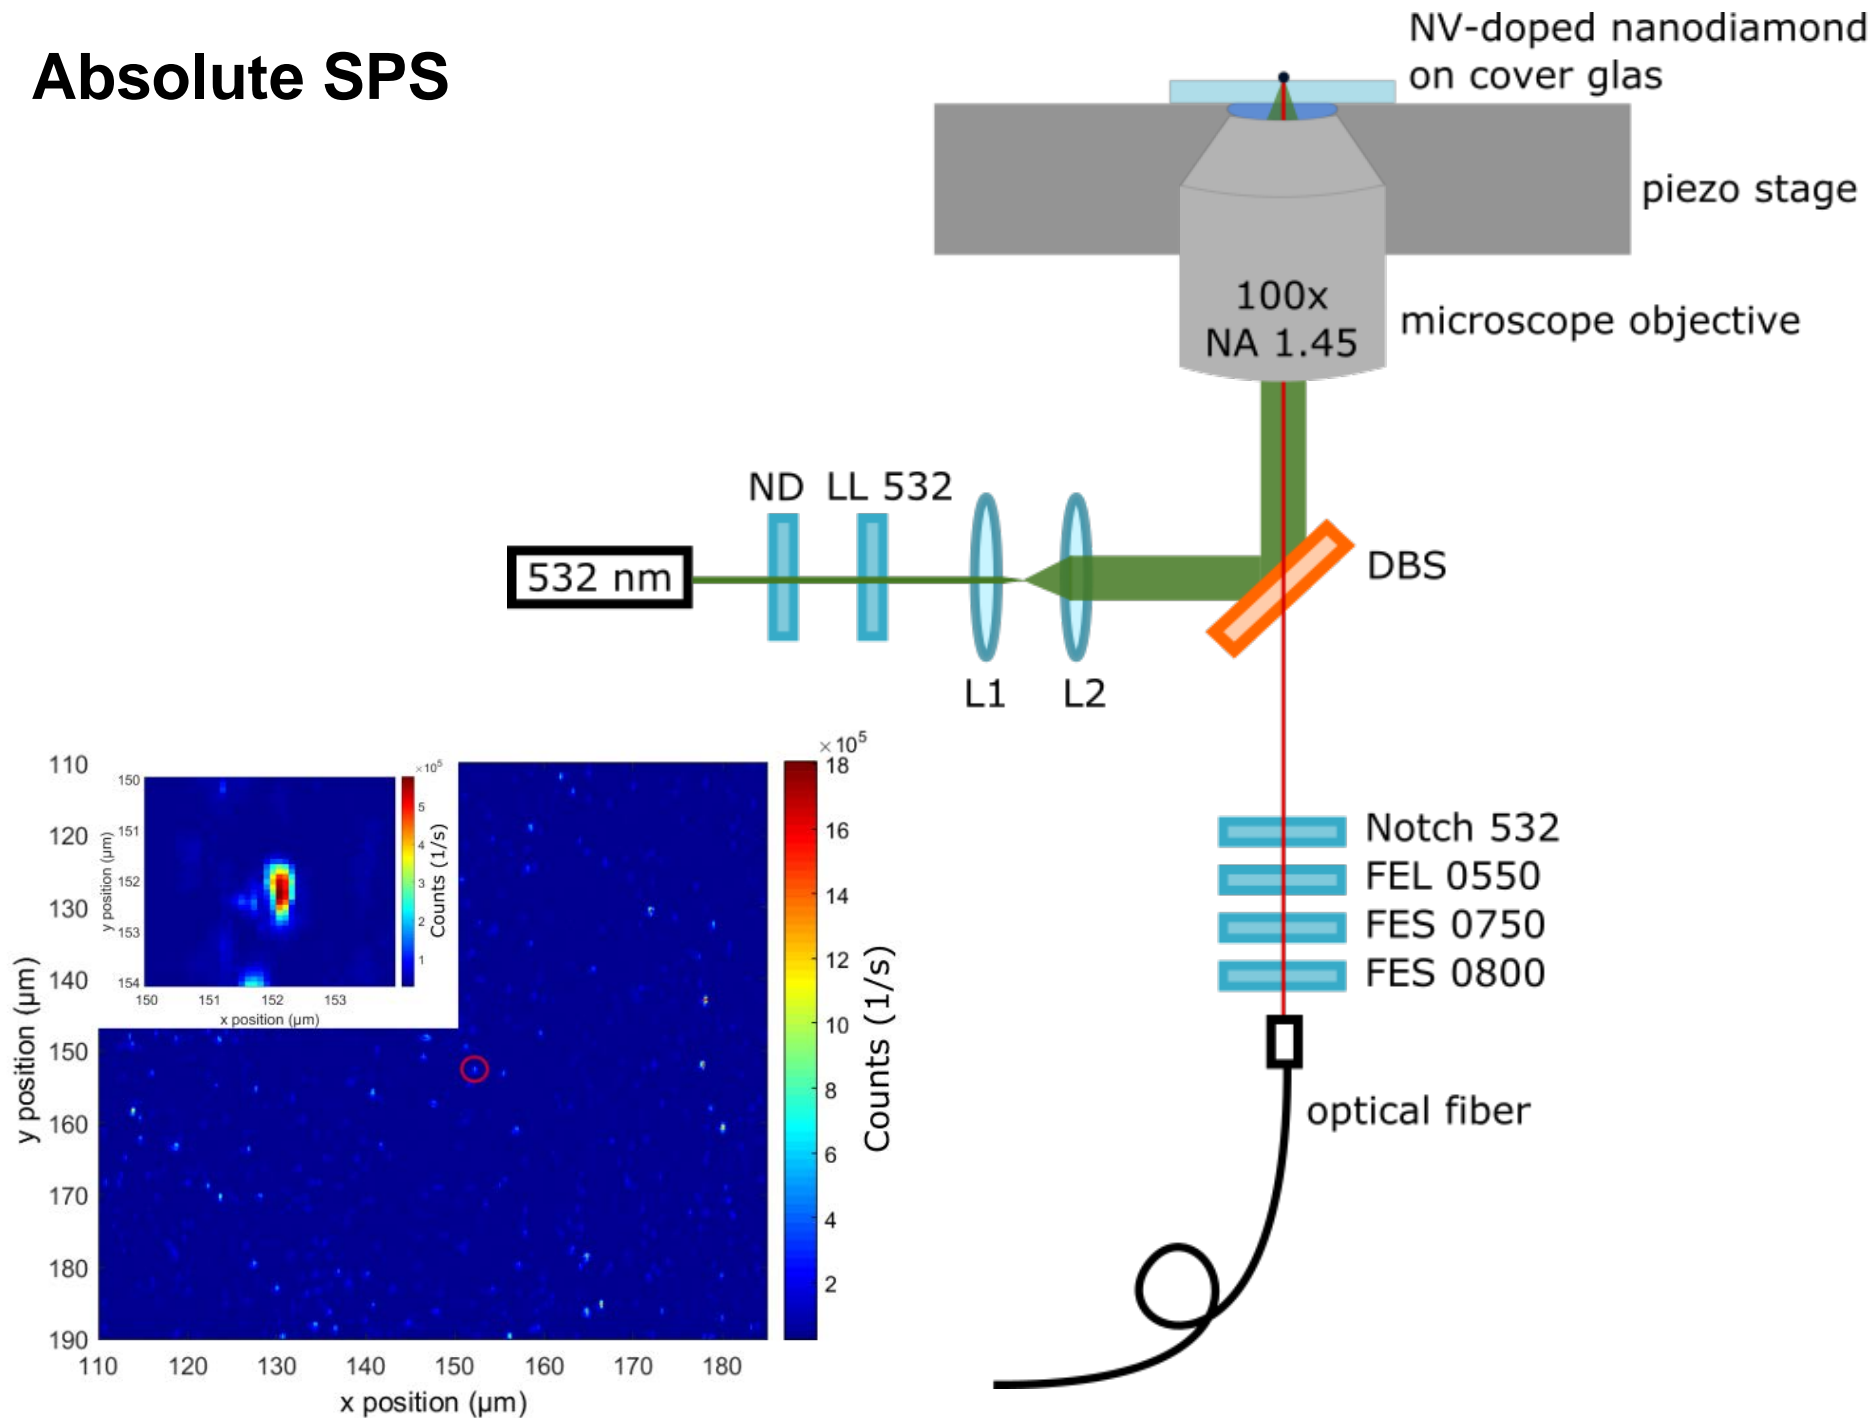 Absolute SPS
NV-doped nanodiamond
on cover glas
piezo stage
100x
NA 1.45
microscope objective
ND
LL 532
532 nm
L1
L2
DBS
Notch 532
FEL 0550
FES 0750
FES 0800
optical fiber
×10⁵
18
16
14
12
10
8
6
4
2
Counts (1/s)
110
120
130
140
150
160
170
180
190
y position (µm)
110
120
130
140
150
160
170
180
x position (µm)
150
151
152
153
154
y position (µm)
150
151
152
153
x position (µm)
×10⁵
5
4
3
2
1
Counts (1/s)